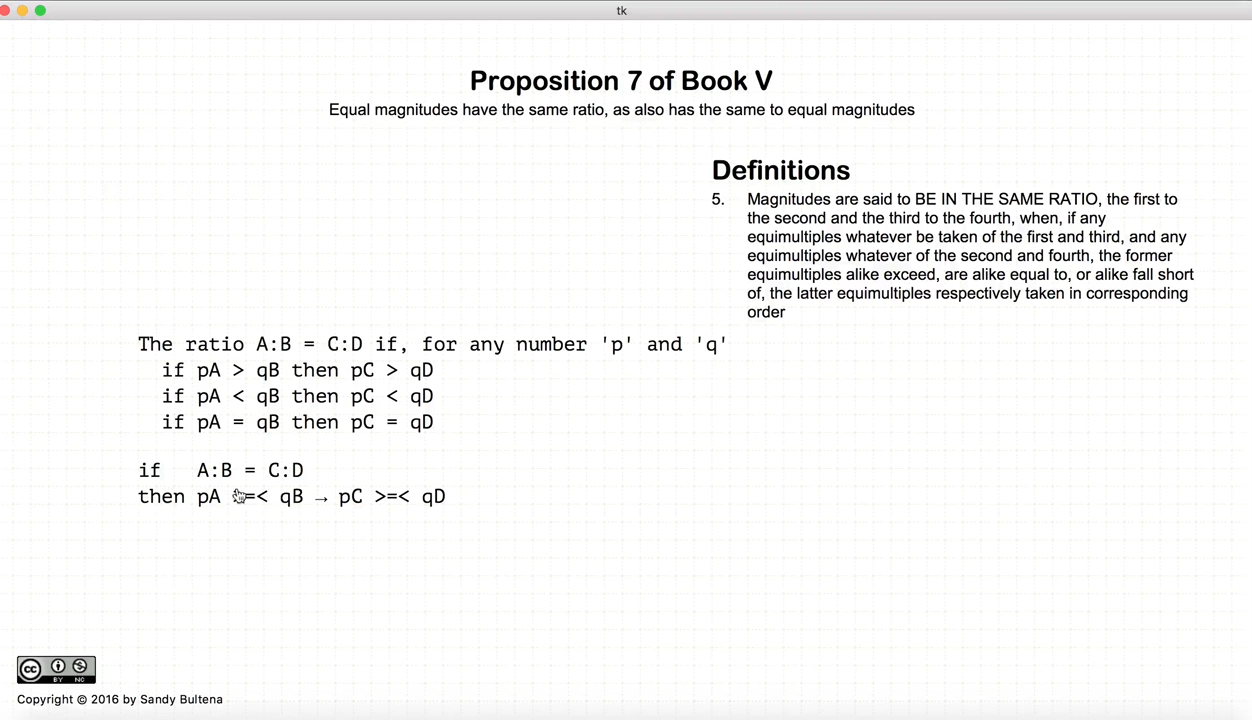 tk
Proposition 7 of Book V
Equal magnitudes have the same ratio, as also has the same to equal magnitudes
Definitions
5. Magnitudes are said to BE IN THE SAME RATIO, the first to
the second and the third to the fourth, when, if any
equimultiples whatever be taken of the first and third, and any
equimultiples whatever of the second and fourth, the former
equimultiples alike exceed, are alike equal to, or alike fall short
of, the latter equimultiples respectively taken in corresponding
order
The ratio A:B = C:D if, for any number 'p' and 'q'
if pA > qB then pC > qD
if pA < qB then pC < qD
if pA = qB then pC = qD
if A:B = C:D
then pA =< qB → pC >=< qD
cc BY NC
Copyright © 2016 by Sandy Bultena